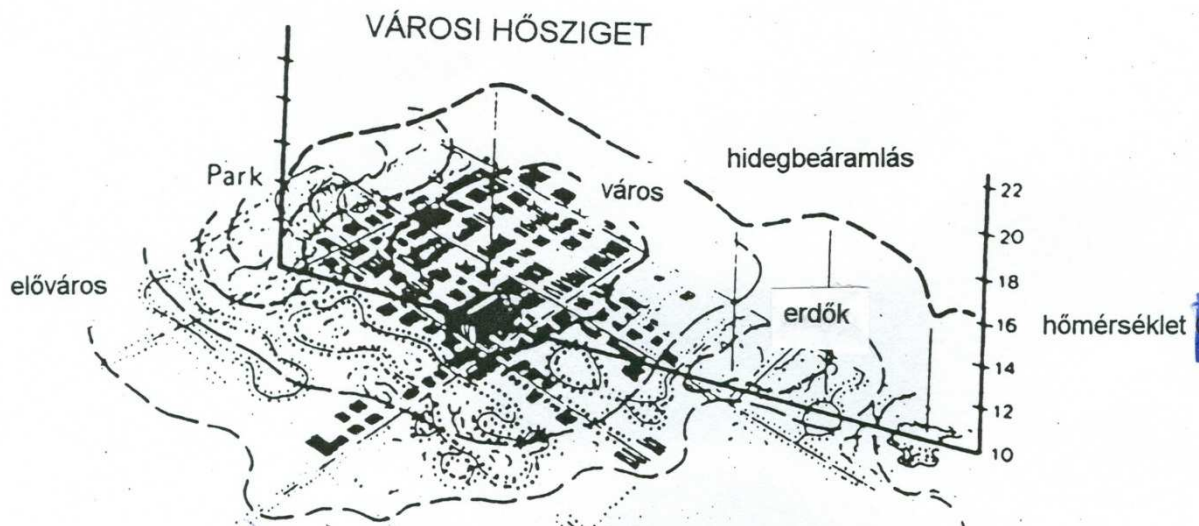 VÁROSI HŐSZIGET
hidegbeáramlás
Park
város
22
20
előváros
18
erdők
16
hőmérséklet
14
12
10